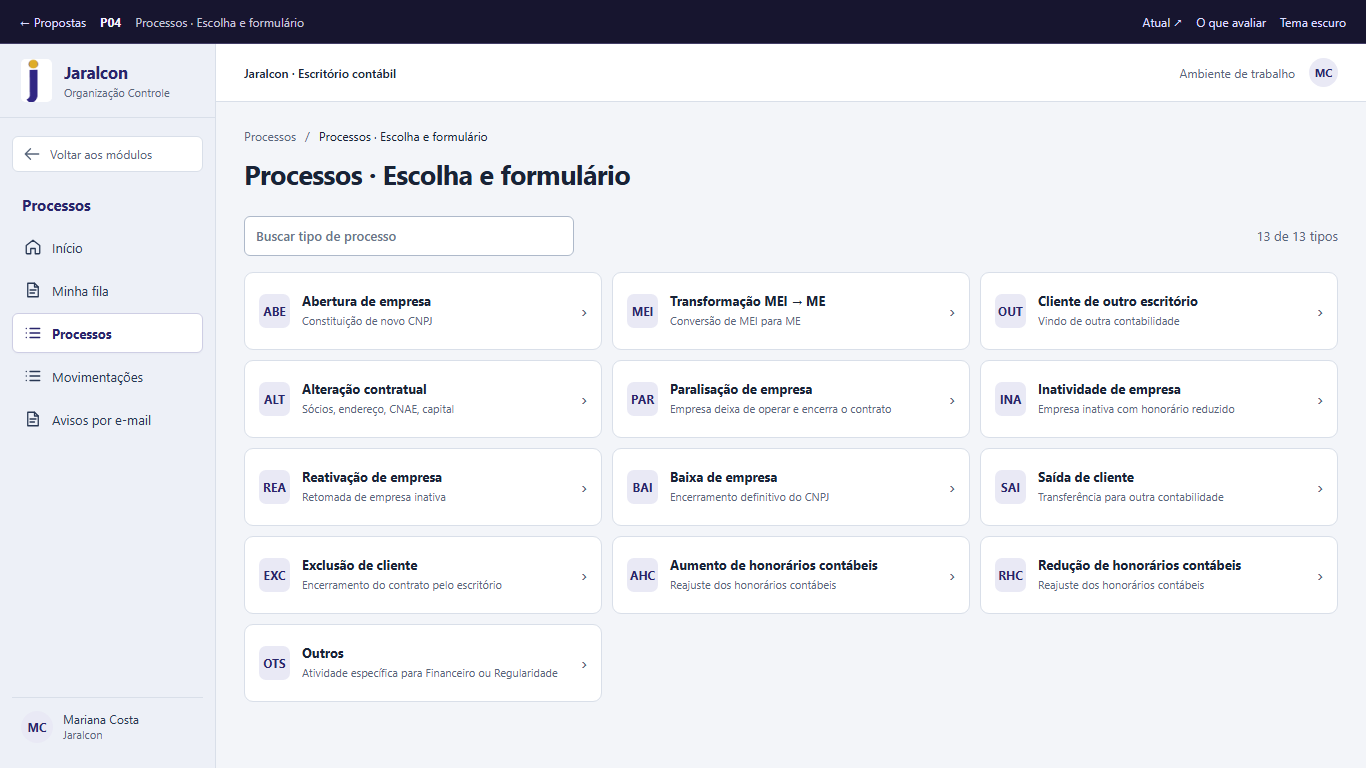 ← Propostas P04 Processos · Escolha e formulário Atual ↗ O que avaliar Tema escuro
j Jaralcon
Organização Controle
Jaralcon · Escritório contábil Ambiente de trabalho MC
← Voltar aos módulos
Processos
Início
Minha fila
Processos
Movimentações
Avisos por e-mail
MC Mariana Costa
Jaralcon
Processos / Processos · Escolha e formulário
Processos · Escolha e formulário
Buscar tipo de processo 13 de 13 tipos
ABE Abertura de empresa ›
Constituição de novo CNPJ
MEI Transformação MEI → ME ›
Conversão de MEI para ME
OUT Cliente de outro escritório ›
Vindo de outra contabilidade
ALT Alteração contratual ›
Sócios, endereço, CNAE, capital
PAR Paralisação de empresa ›
Empresa deixa de operar e encerra o contrato
INA Inatividade de empresa ›
Empresa inativa com honorário reduzido
REA Reativação de empresa ›
Retomada de empresa inativa
BAI Baixa de empresa ›
Encerramento definitivo do CNPJ
SAI Saída de cliente ›
Transferência para outra contabilidade
EXC Exclusão de cliente ›
Encerramento do contrato pelo escritório
AHC Aumento de honorários contábeis ›
Reajuste dos honorários contábeis
RHC Redução de honorários contábeis ›
Reajuste dos honorários contábeis
OTS Outros ›
Atividade específica para Financeiro ou Regularidade